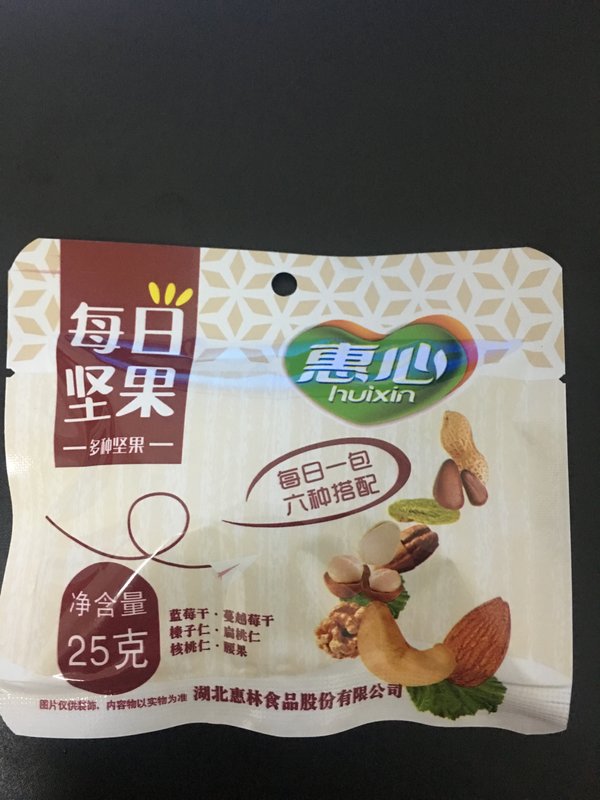 每日
坚果
多种坚果
惠心
huixin
每日一包
六种搭配
净含量
25克
蓝莓干·蔓越莓干
榛子仁·扁桃仁
核桃仁·腰果
图片仅供装饰、内容物以实物为准
湖北惠林食品股份有限公司